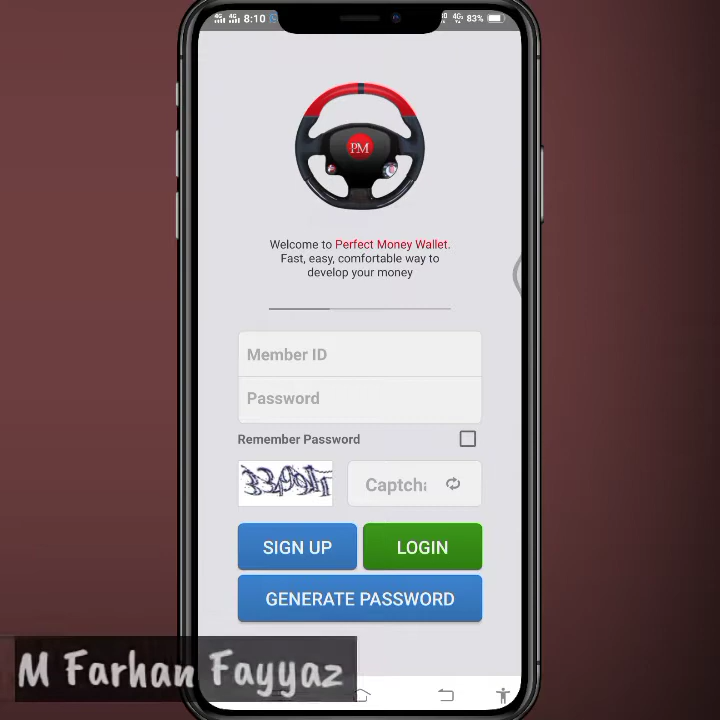 8:10
83%
PM
Welcome to Perfect Money Wallet.
Fast, easy, comfortable way to
develop your money
Member ID
Password
Remember Password
SIGN UP
LOGIN
GENERATE PASSWORD
M Farhan Fayyaz